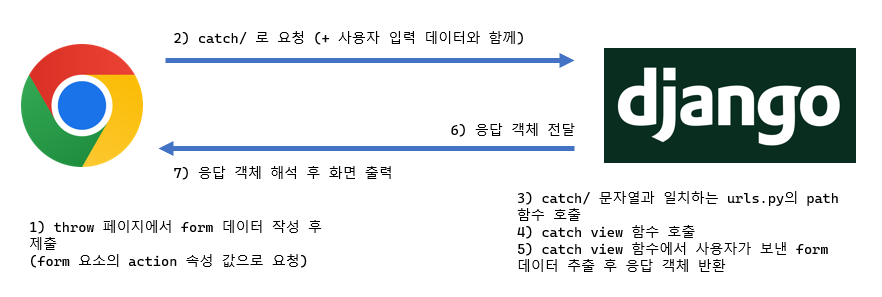 2) catch/ 로 요청 (+ 사용자 입력 데이터와 함께)
django
6) 응답 객체 전달
7) 응답 객체 해석 후 화면 출력
1) throw 페이지에서 form 데이터 작성 후
제출
(form 요소의 action 속성 값으로 요청)
3) catch/ 문자열과 일치하는 urls.py의 path
함수 호출
4) catch view 함수 호출
5) catch view 함수에서 사용자가 보낸 form
데이터 추출 후 응답 객체 반환